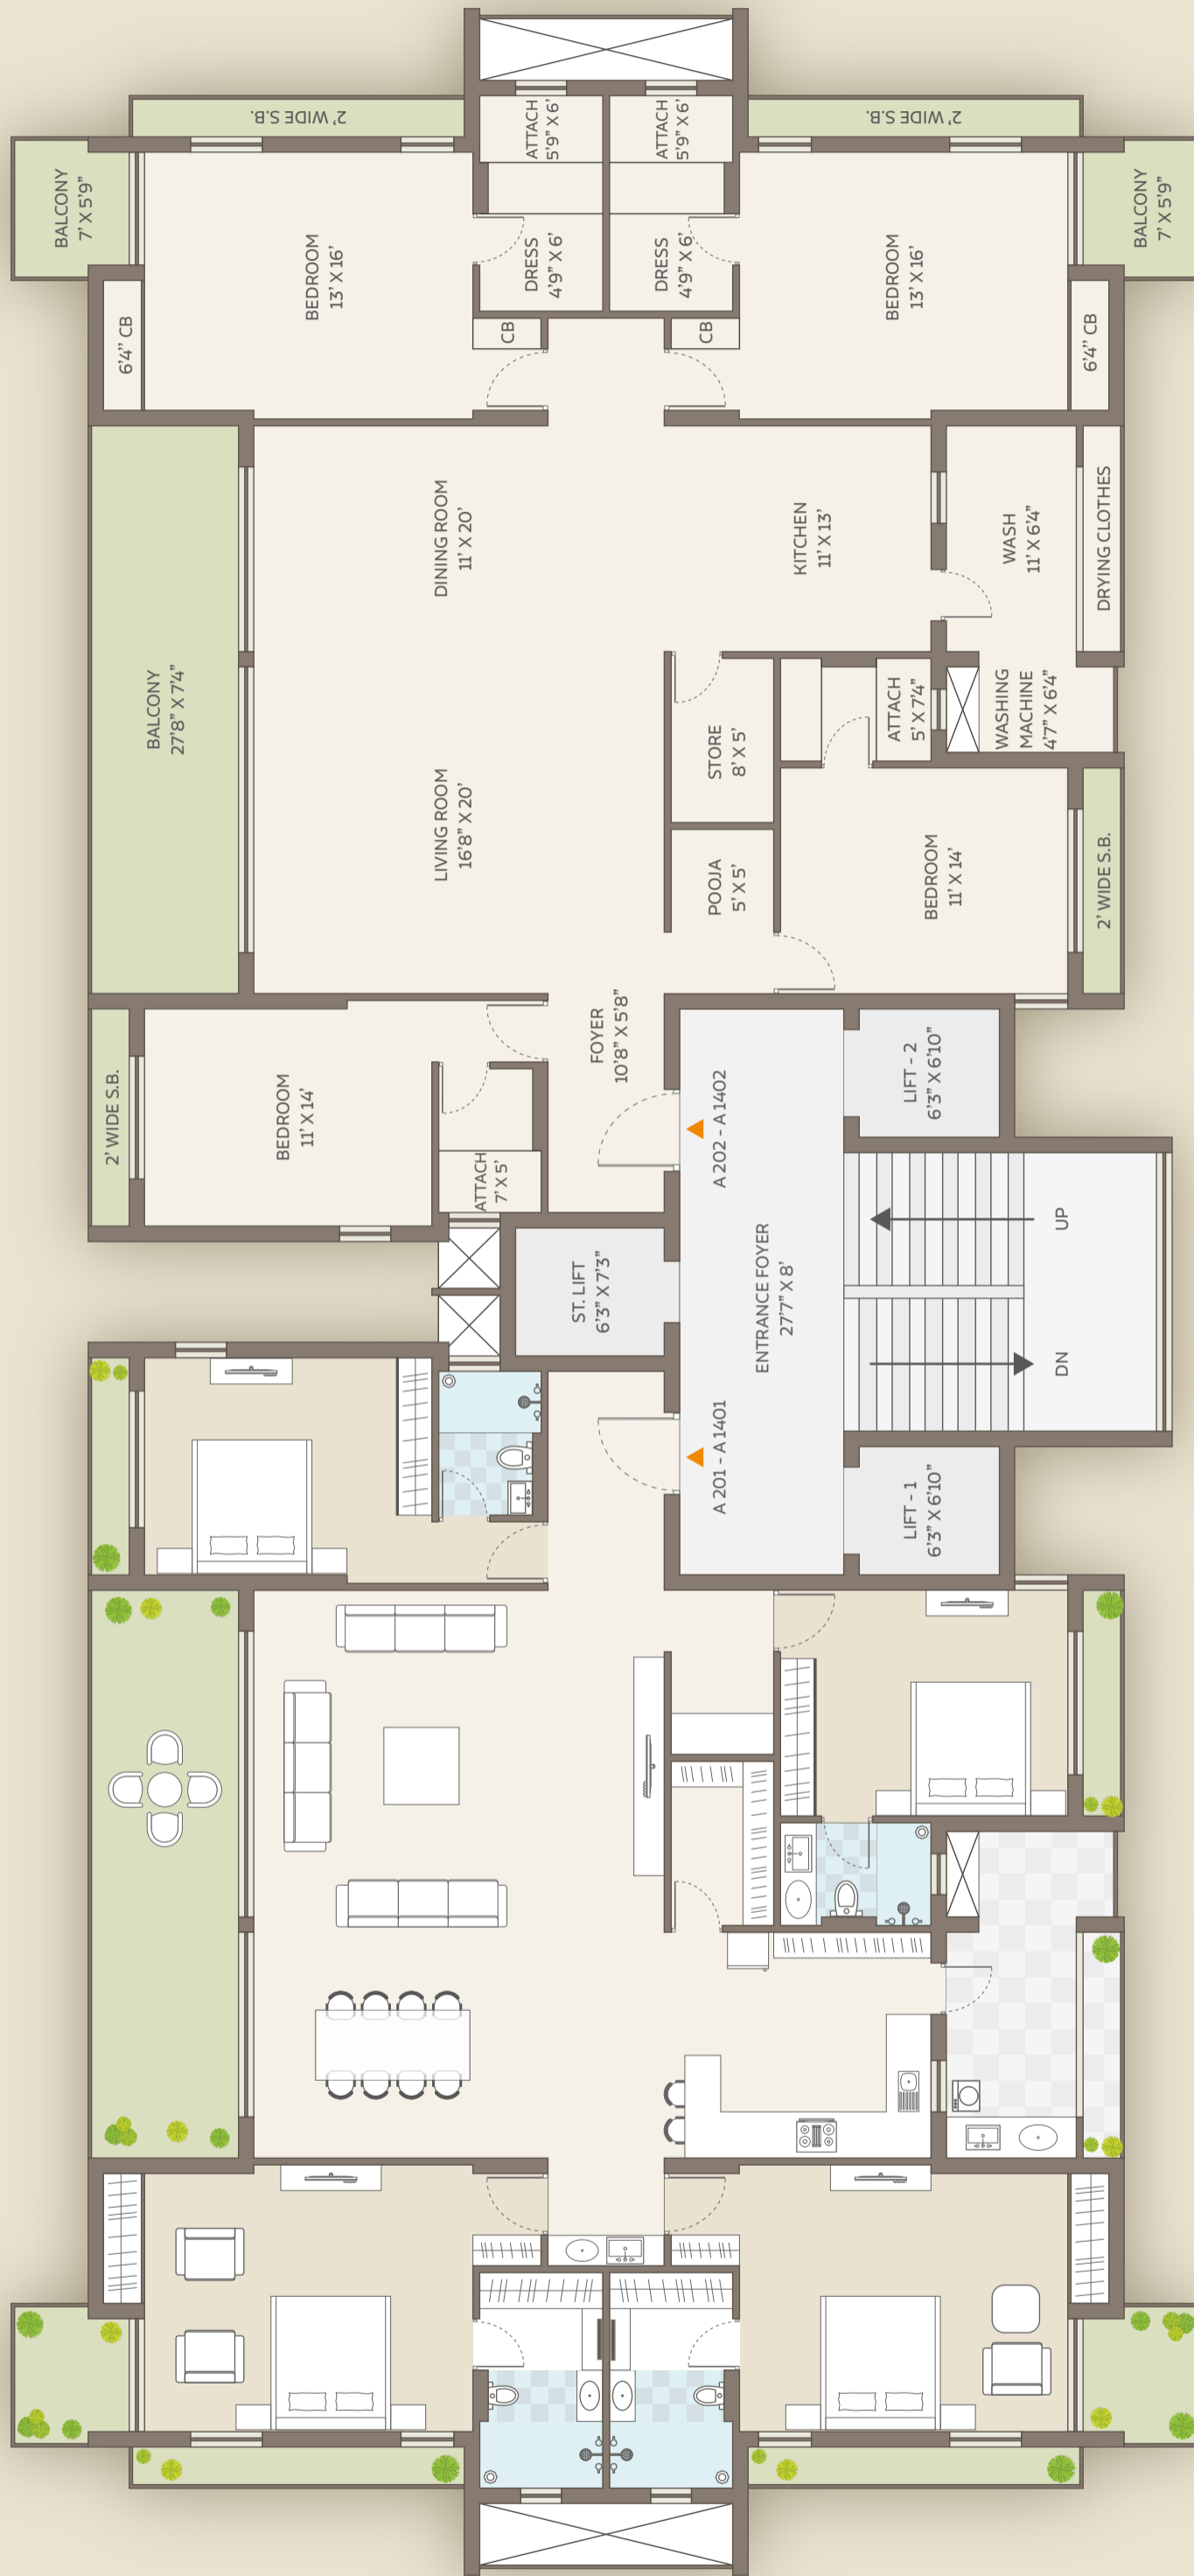 2' WIDE S.B.
2' WIDE S.B.
ATTACH
5'9" X 6'
ATTACH
5'9" X 6'
BALCONY
7' X 5'9"
BALCONY
7' X 5'9"
BEDROOM
13' X 16'
DRESS
4'9" X 6'
DRESS
4'9" X 6'
BEDROOM
13' X 16'
6'4" CB
CB
CB
6'4" CB
DINING ROOM
11' X 20'
KITCHEN
11' X 13'
WASH
11' X 6'4"
DRYING CLOTHES
BALCONY
27'8" X 7'4"
LIVING ROOM
16'8" X 20'
STORE
8' X 5'
ATTACH
5' X 7'4"
WASHING
MACHINE
4'7" X 6'4"
POOJA
5' X 5'
BEDROOM
11' X 14'
2' WIDE S.B.
2' WIDE S.B.
BEDROOM
11' X 14'
ATTACH
7' X 5'
FOYER
10'8" X 5'8"
A 202 - A 1402
LIFT - 2
6'3" X 6'10"
ST. LIFT
6'3" X 7'3"
ENTRANCE FOYER
27'7" X 8'
UP
DN
A 201 - A 1401
LIFT - 1
6'3" X 6'10"